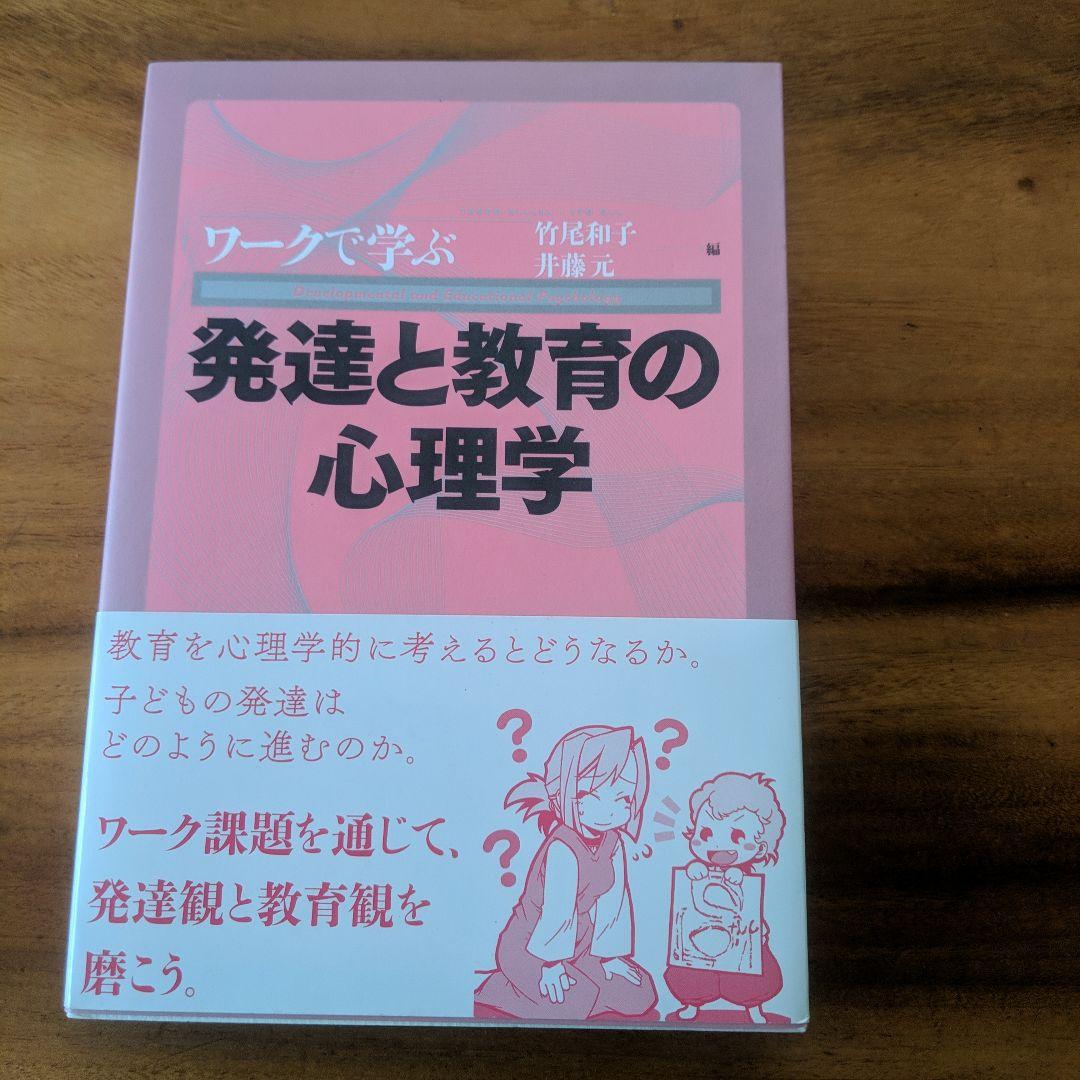 ワークで学ぶ
竹尾和子
井藤 元
編
Developmental and Educational Psychology
発達と教育の
心理学
教育を心理学的に考えるとどうなるか。
子どもの発達は
どのように進むのか。
ワーク課題を通じて、
発達観と教育観を
磨こう。
? ? ?